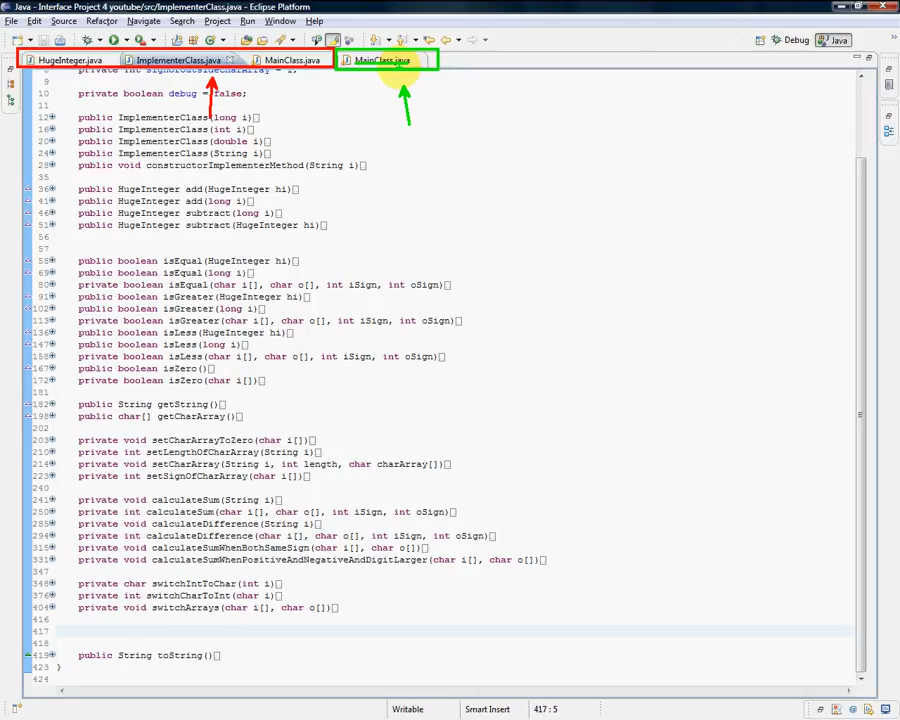 Java - Interface Project 4 youtube/src/ImplementerClass.java - Eclipse Platform
File Edit Source Refactor Navigate Search Project Run Window Help
Debug Java
HugeInteger.java ImplementerClass.java MainClass.java MainClass.java
private int signOfOutsideCharArray = 1;
9
10 private boolean debug = false;
11
12 public ImplementerClass(long i)
16 public ImplementerClass(int i)
20 public ImplementerClass(double i)
24 public ImplementerClass(String i)
28 public void constructorImplementerMethod(String i)
35
36 public HugeInteger add(HugeInteger hi)
41 public HugeInteger add(long i)
46 public HugeInteger subtract(long i)
51 public HugeInteger subtract(HugeInteger hi)
56
57
58 public boolean isEqual(HugeInteger hi)
69 public boolean isEqual(long i)
80 private boolean isEqual(char i[], char o[], int iSign, int oSign)
91 public boolean isGreater(HugeInteger hi)
102 public boolean isGreater(long i)
113 private boolean isGreater(char i[], char o[], int iSign, int oSign)
136 public boolean isLess(HugeInteger hi)
147 public boolean isLess(long i)
158 private boolean isLess(char i[], char o[], int iSign, int oSign)
167 public boolean isZero()
172 private boolean isZero(char i[])
181
182 public String getString()
198 public char[] getCharArray()
202
203 private void setCharArrayToZero(char i[])
210 private int setLengthOfCharArray(String i)
214 private void setCharArray(String i, int length, char charArray[])
223 private int setSignOfCharArray(char i[])
240
241 private void calculateSum(String i)
250 private int calculateSum(char i[], char o[], int iSign, int oSign)
285 private void calculateDifference(String i)
294 private int calculateDifference(char i[], char o[], int iSign, int oSign)
315 private void calculateSumWhenBothSameSign(char i[], char o[])
331 private void calculateSumWhenPositiveAndNegativeAndDigitLarger(char i[], char o[])
347
348 private char switchIntToChar(int i)
376 private int switchCharToInt(char i)
404 private void switchArrays(char i[], char o[])
416
417
418
419 public String toString()
423 }
424
Writable Smart Insert 417 : 5